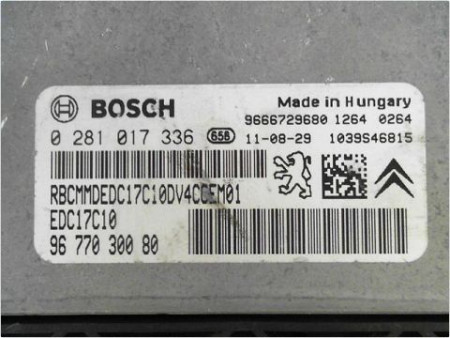 BOSCH
Made in Hungary
9666729680 1264 0264
0 281 017 336 656 11-08-29 1039S46815
RBCMMDEDC17C10DV4CCEM01
EDC17C10
96 770 300 80